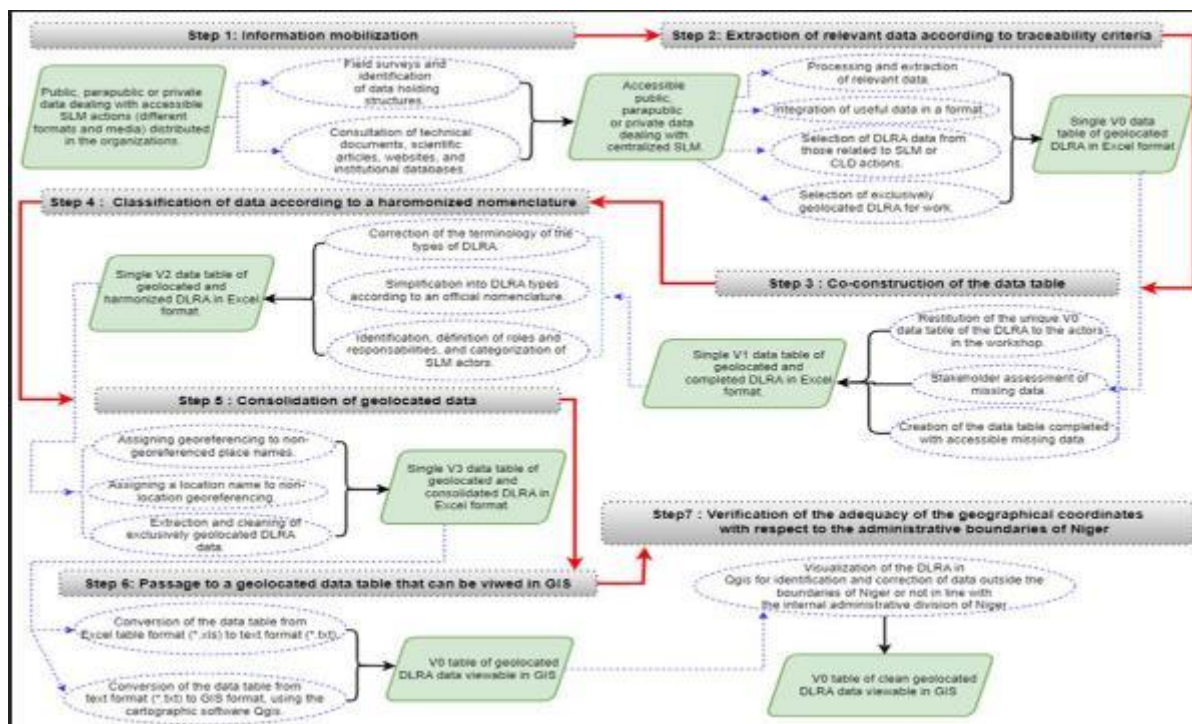 Step 1: Information mobilization
Step 2: Extraction of relevant data according to traceability criteria
Public, parapublic or private
data dealing with accessible
SLM actions (different
formats and media) distributed
in the organizations.
Field surveys and
identification
of data holding
structures.
Consultation of technical
documents, scientific
articles, websites, and
institutional databases.
Accessible
public,
parapublic
or private data
dealing with
centralized SLM.
Processing and extraction
of relevant data.
Integration of useful data in a format.
Selection of DLRA data from
those related to SLM or
CLD actions.
Selection of exclusively
geolocated DLRA for work.
Single V0 data
table of geolocated
DLRA in Excel format
Step 4 : Classification of data according to a haromonized nomenclature
Correction of the terminology of the
types of DLRA.
Simplification into DLRA types
according to an official nomenclature.
Identification, definition of roles and
responsibilities, and categorization of
SLM actors.
Single V2 data table of
geolocated and
harmonized DLRA in Excel
format.
Step 3 : Co-construction of the data table
Restitution of the unique V0
data table of the DLRA to the actors
in the workshop.
Stakeholder assessment of
missing data.
Creation of the data table completed
with accessible missing data.
Single V1 data table of
geolocated and
completed DLRA in Excel
format.
Step 5 : Consolidation of geolocated data
Assigning georeferencing to non-
georeferenced place names.
Assigning a location name to non-
location georeferencing.
Extraction and cleaning of
exclusively geolocated DLRA
data.
Single V3 data table of
geolocated and
consolidated DLRA in
Excel format
Step 6: Passage to a geolocated data table that can be viwed in GIS
Conversion of the data table from
Excel table format (*.xls) to text format (*.txt).
Conversion of the data table from
text format (*.txt) to GIS format, using the
cartographic software Qgis.
V0 table of geolocated
DLRA data viewable in GIS
Step7 : Verification of the adequacy of the geographical coordinates
with respect to the administrative boundaries of Niger
Visualization of the DLRA in
Qgis for identification and correction of data outside the
boundaries of Niger or not in line with
the internal administrative division of Niger
V0 table of clean geolocated
DLRA data viewable in GIS